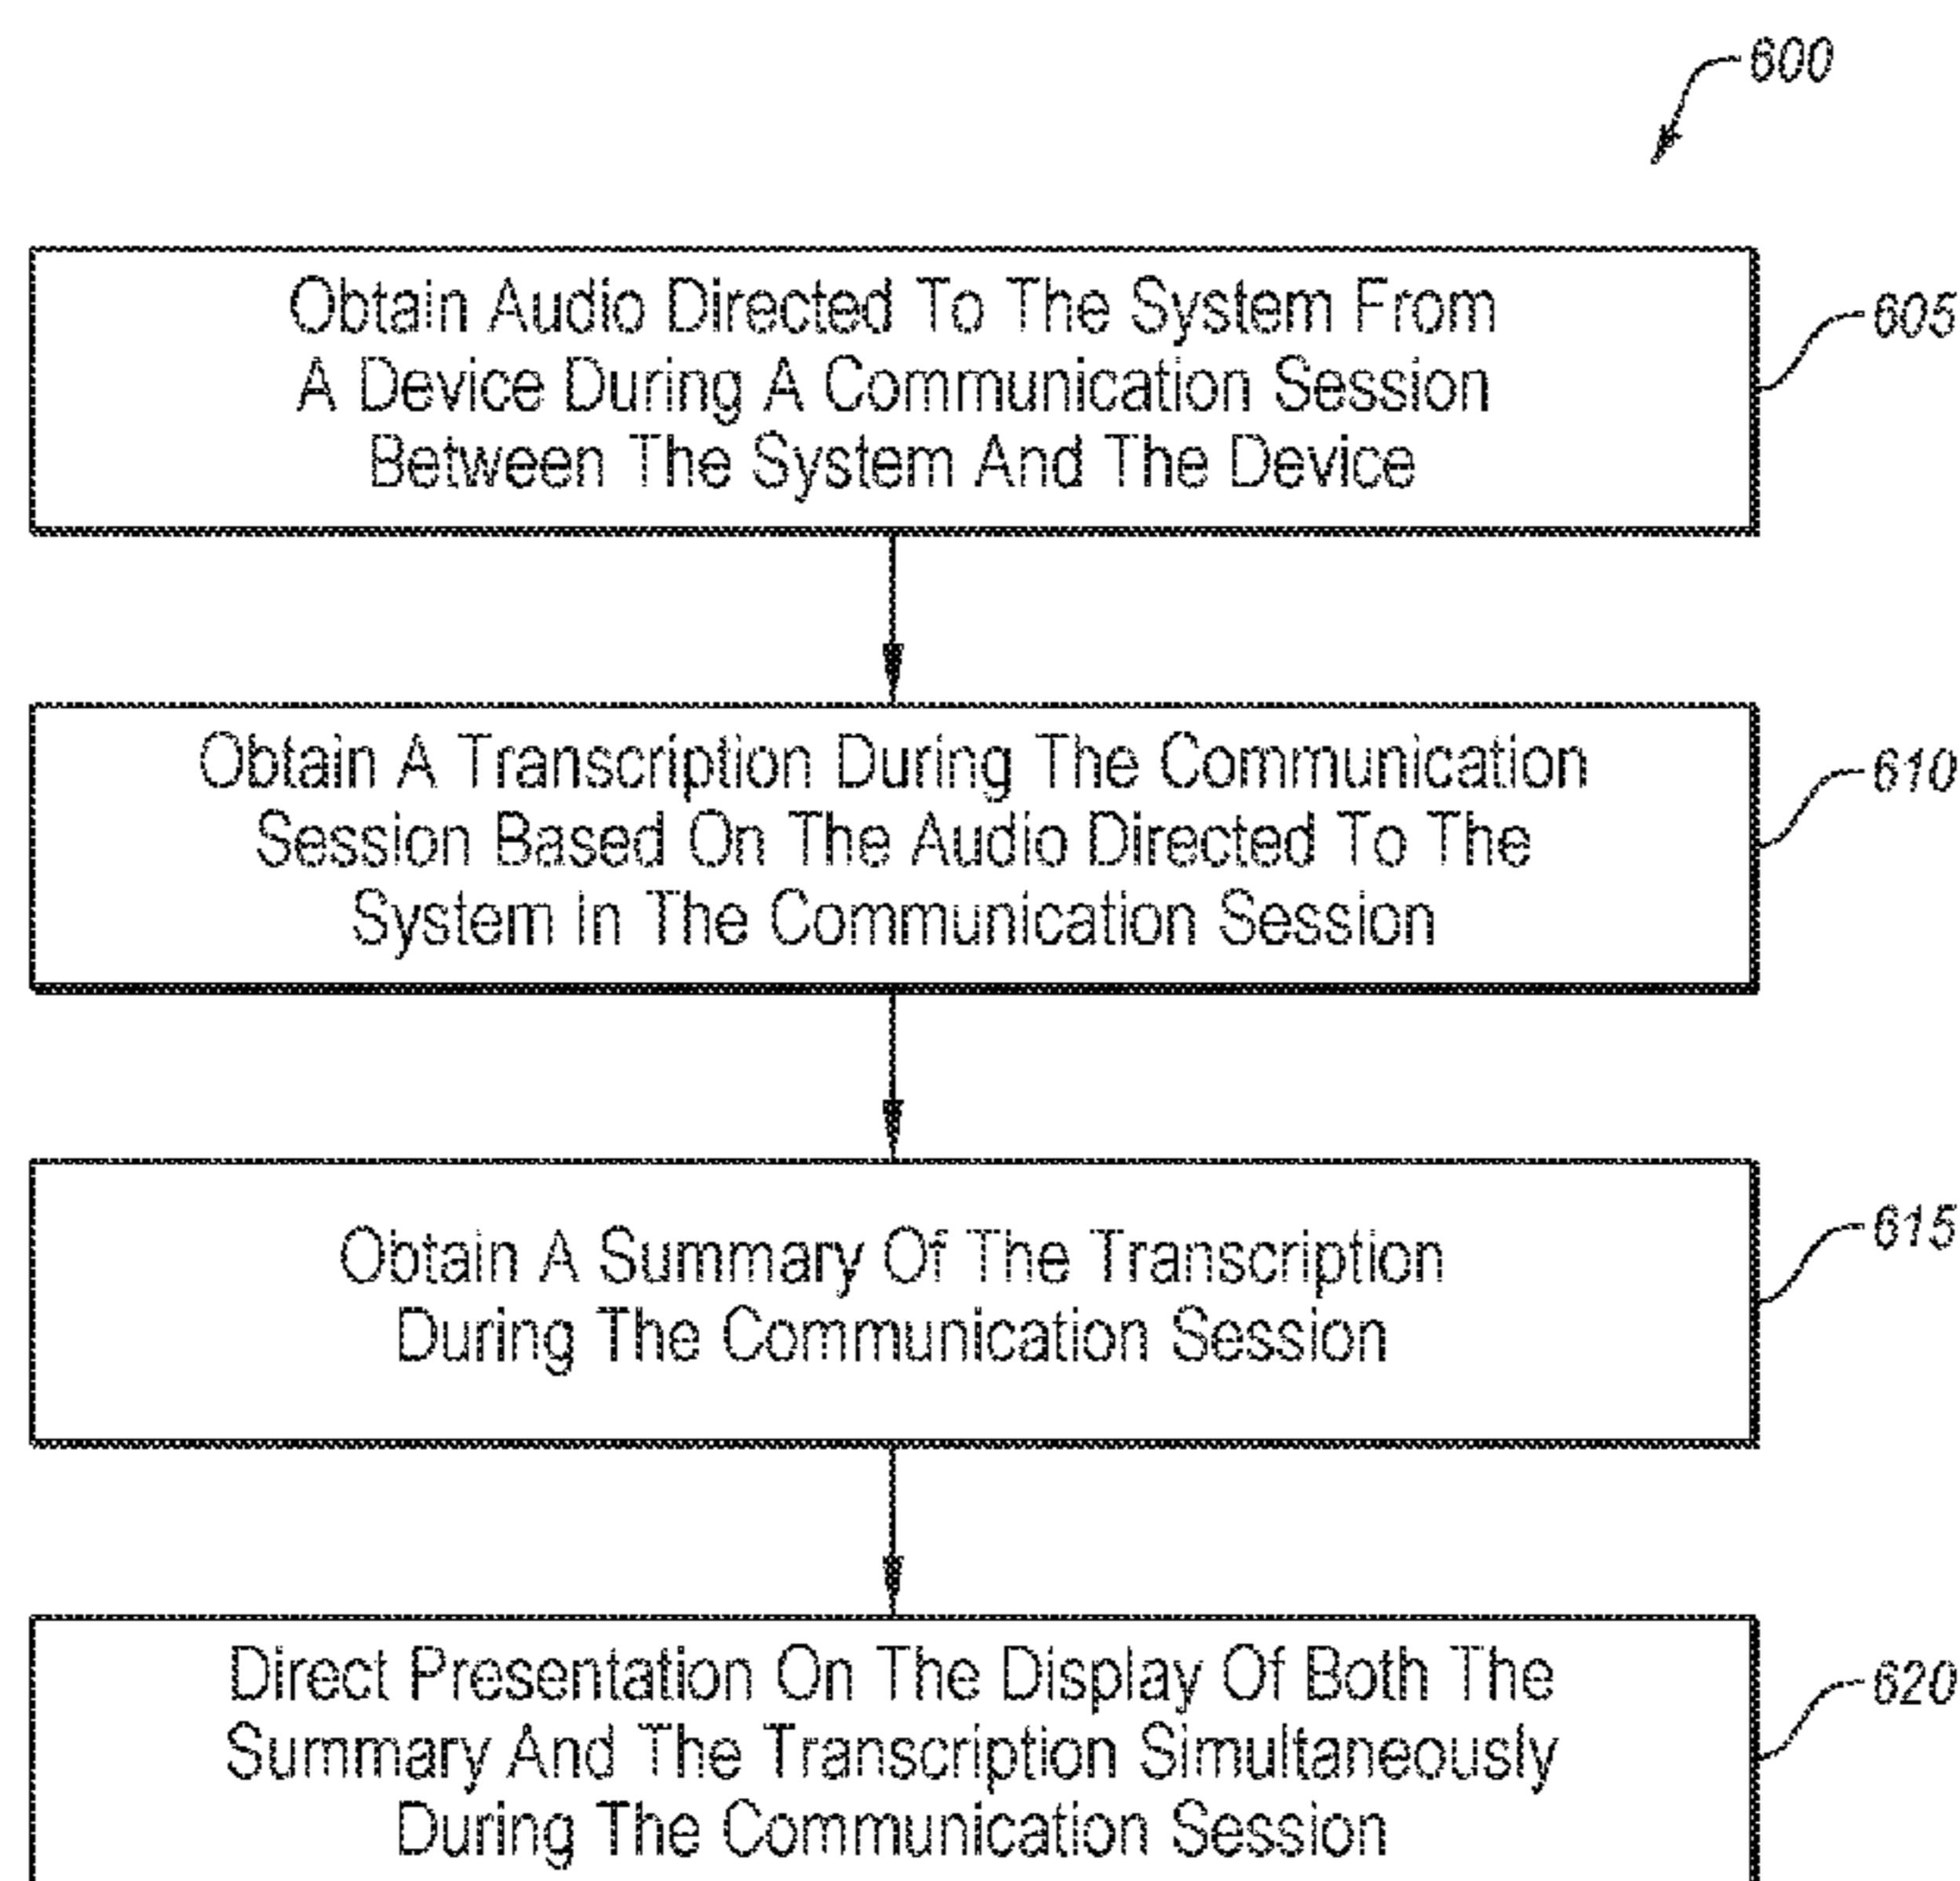 600
Obtain Audio Directed To The System From
A Device During A Communication Session
Between The System And The Device
605
Obtain A Transcription During The Communication
Session Based On The Audio Directed To The
System In The Communication Session
610
Obtain A Summary Of The Transcription
During The Communication Session
615
Direct Presentation On The Display Of Both The
Summary And The Transcription Simultaneously
During The Communication Session
620